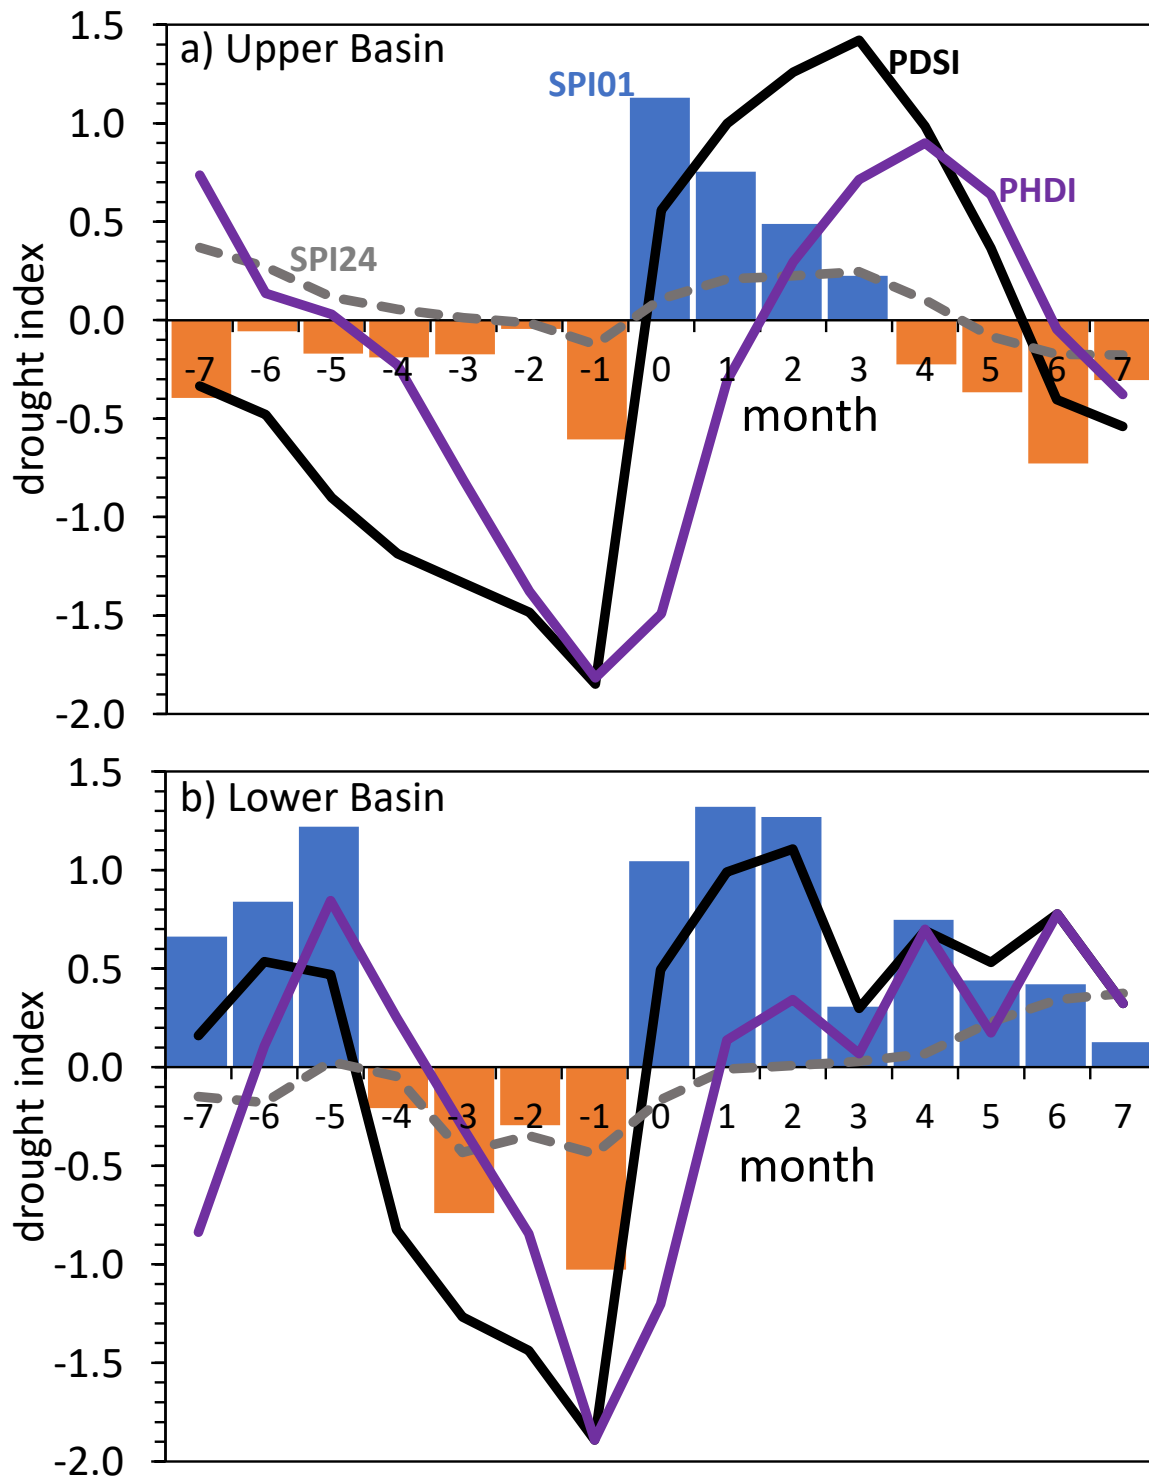 a) Upper Basin
SPI01
PDSI
PHDI
SPI24
drought index
1.5
1.0
0.5
0.0
-0.5
-1.0
-1.5
-2.0
-7 -6 -5 -4 -3 -2 -1 0 1 2 3 4 5 6 7
month
b) Lower Basin
drought index
1.5
1.0
0.5
0.0
-0.5
-1.0
-1.5
-2.0
-7 -6 -5 -4 -3 -2 -1 0 1 2 3 4 5 6 7
month